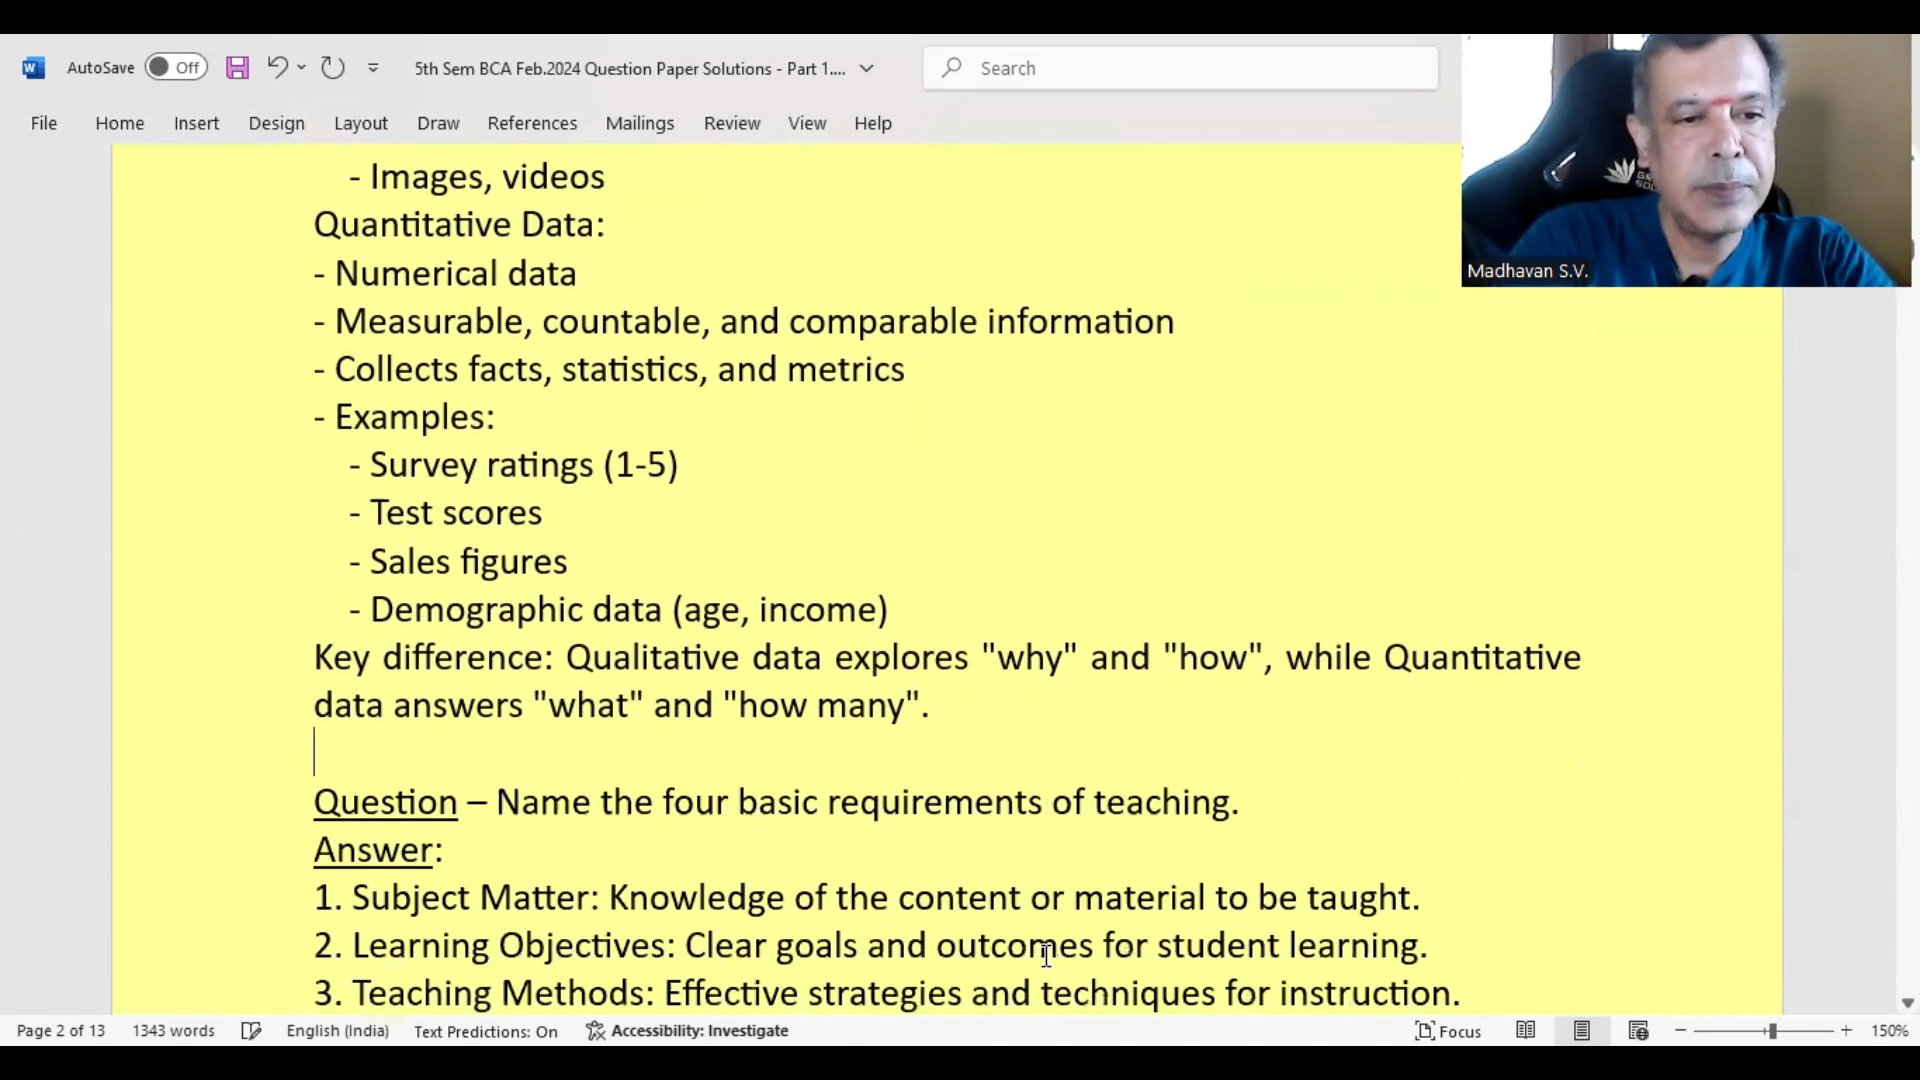 AutoSave Off 5th Sem BCA Feb.2024 Question Paper Solutions - Part 1.... Search
File Home Insert Design Layout Draw References Mailings Review View Help
- Images, videos
Quantitative Data:
- Numerical data
- Measurable, countable, and comparable information
- Collects facts, statistics, and metrics
- Examples:
- Survey ratings (1-5)
- Test scores
- Sales figures
- Demographic data (age, income)
Key difference: Qualitative data explores "why" and "how", while Quantitative
data answers "what" and "how many".
Question – Name the four basic requirements of teaching.
Answer:
1. Subject Matter: Knowledge of the content or material to be taught.
2. Learning Objectives: Clear goals and outcomes for student learning.
3. Teaching Methods: Effective strategies and techniques for instruction.
Madhavan S.V.
Page 2 of 13 1343 words English (India) Text Predictions: On Accessibility: Investigate Focus 150%